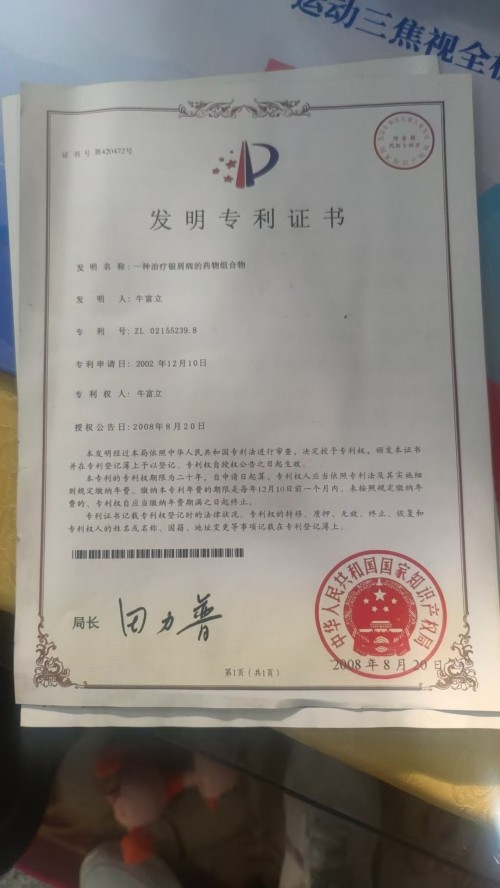 运动三焦视全程
证书号第420472号
发明专利证书
发明名称：一种治疗银屑病的药物组合物
发明人：牛富立
专利号：ZL 02155239.8
专利申请日：2002年12月10日
专利权人：牛富立
授权公告日：2008年8月20日
本发明经过本局依照中华人民共和国专利法进行审查，决定授予专利权，颁发本证书
并在专利登记簿上予以登记。专利权自授权公告之日起生效。
本专利的专利权期限为二十年，自申请日起算。专利权人应当依照专利法及其实施细
则规定缴纳年费。缴纳本专利年费的期限是每年12月10日前一个月内。未按照规定缴纳年
费的，专利权自应当缴纳年费期满之日起终止。
专利证书记载专利权登记时的法律状况。专利权的转移、质押、无效、终止、恢复和
专利权人的姓名或名称、国籍、地址变更等事项记载在专利登记簿上。
局长
田力普
中华人民共和国国家知识产权局
2008年8月20日
第1页（共1页）